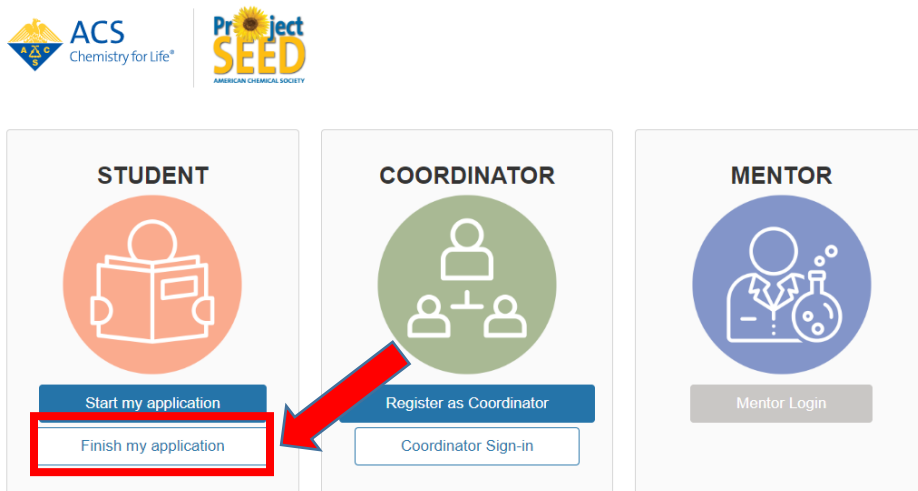 ACS
Chemistry for Life®
A C S
Project
SEED
AMERICAN CHEMICAL SOCIETY
STUDENT
Start my application
Finish my application
COORDINATOR
Register as Coordinator
Coordinator Sign-in
MENTOR
Mentor Login